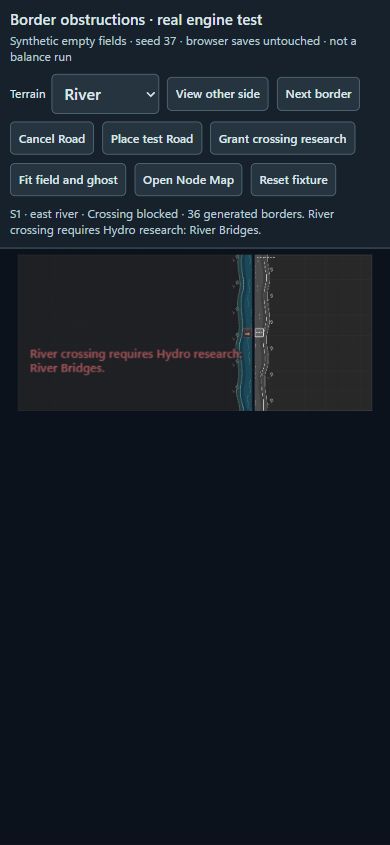 Border obstructions · real engine test
Synthetic empty fields · seed 37 · browser saves untouched · not a
balance run
Terrain River View other side Next border
Cancel Road Place test Road Grant crossing research
Fit field and ghost Open Node Map Reset fixture
S1 · east river · Crossing blocked · 36 generated borders. River
crossing requires Hydro research: River Bridges.
River crossing requires Hydro research:
River Bridges.